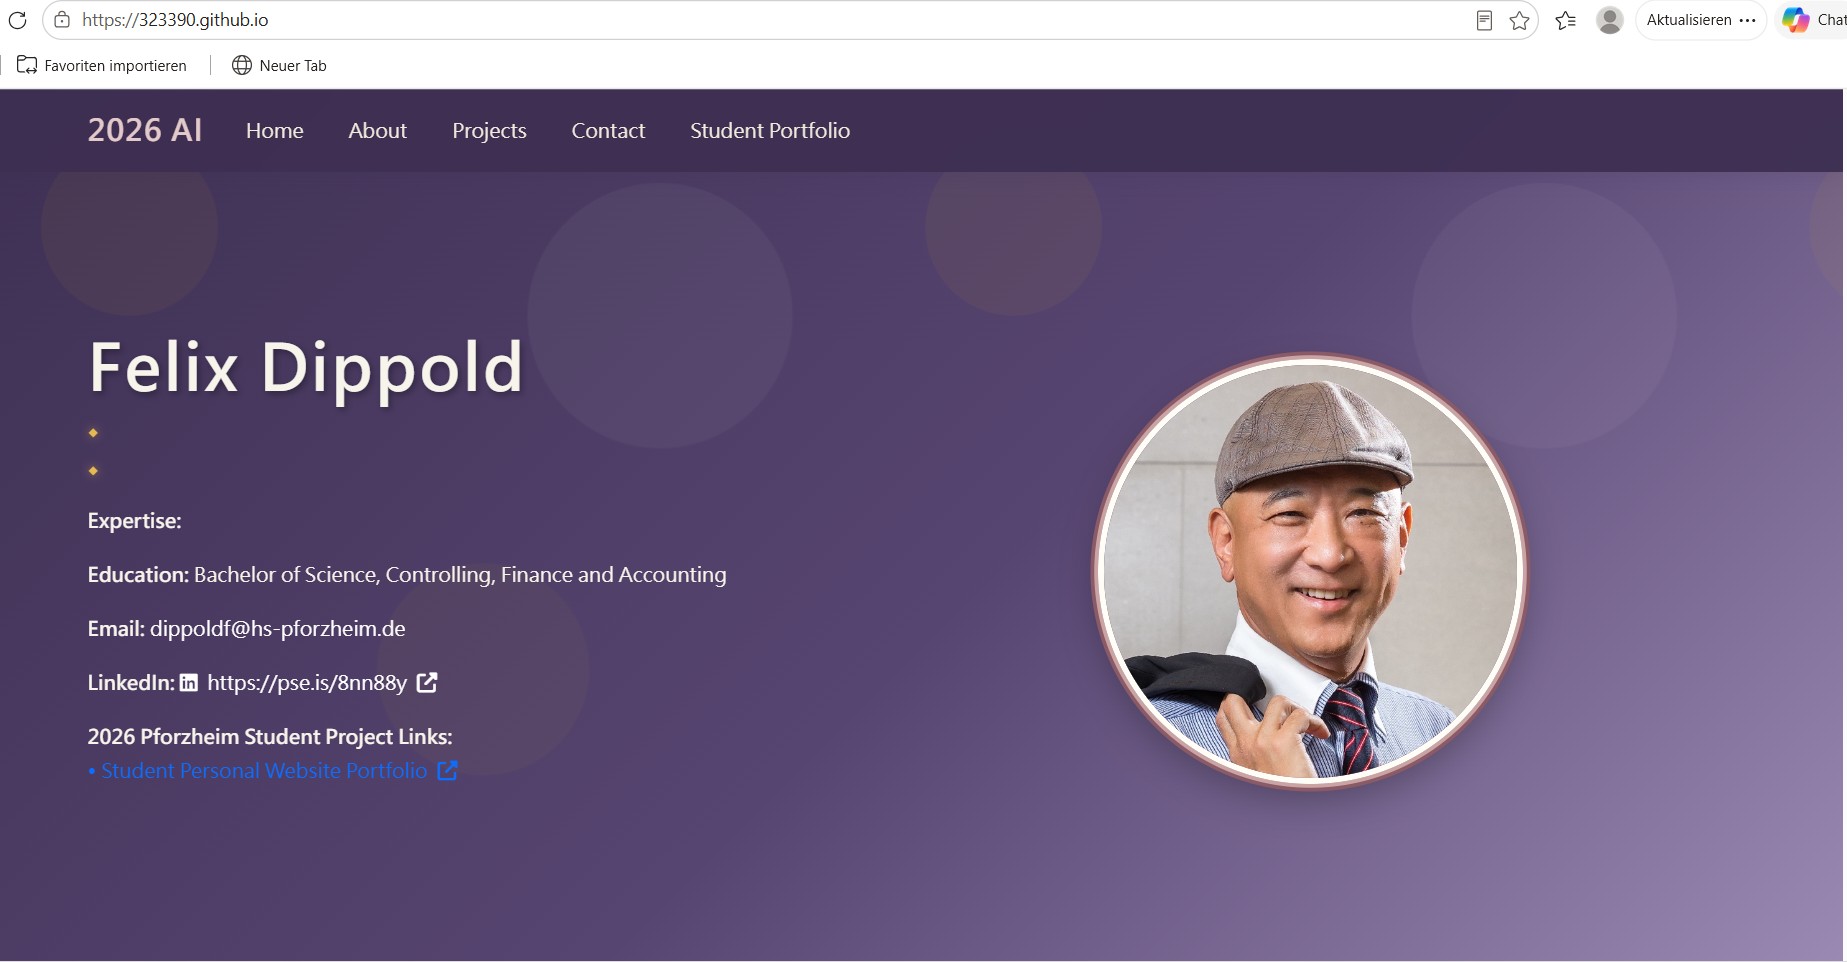 https://323390.github.io
Aktualisieren
Chat
Favoriten importieren
Neuer Tab
2026 AI Home About Projects Contact Student Portfolio
Felix Dippold
Expertise:
Education: Bachelor of Science, Controlling, Finance and Accounting
Email: dippoldf@hs-pforzheim.de
LinkedIn: in https://pse.is/8nn88y
2026 Pforzheim Student Project Links:
• Student Personal Website Portfolio